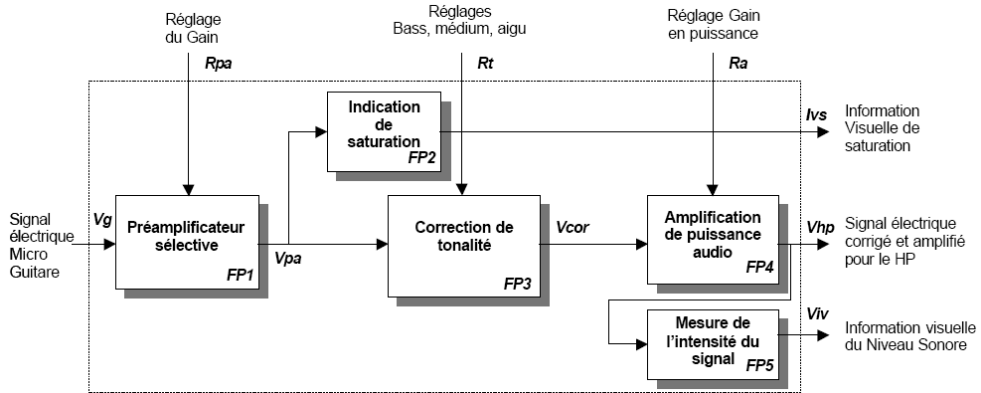 Réglage
du Gain
Rpa
Réglages
Bass, médium, aigu
Rt
Réglage Gain
en puissance
Ra
Indication
de
saturation
FP2
Ivs
Information
Visuelle de
saturation
Signal
électrique
Micro
Guitare
Vg
Préamplificateur
sélective
FP1
Vpa
Correction de
tonalité
FP3
Vcor
Amplification
de puissance
audio
FP4
Vhp
Signal électrique
corrigé et amplifié
pour le HP
Mesure de
l'intensité du
signal
FP5
Viv
Information visuelle
du Niveau Sonore